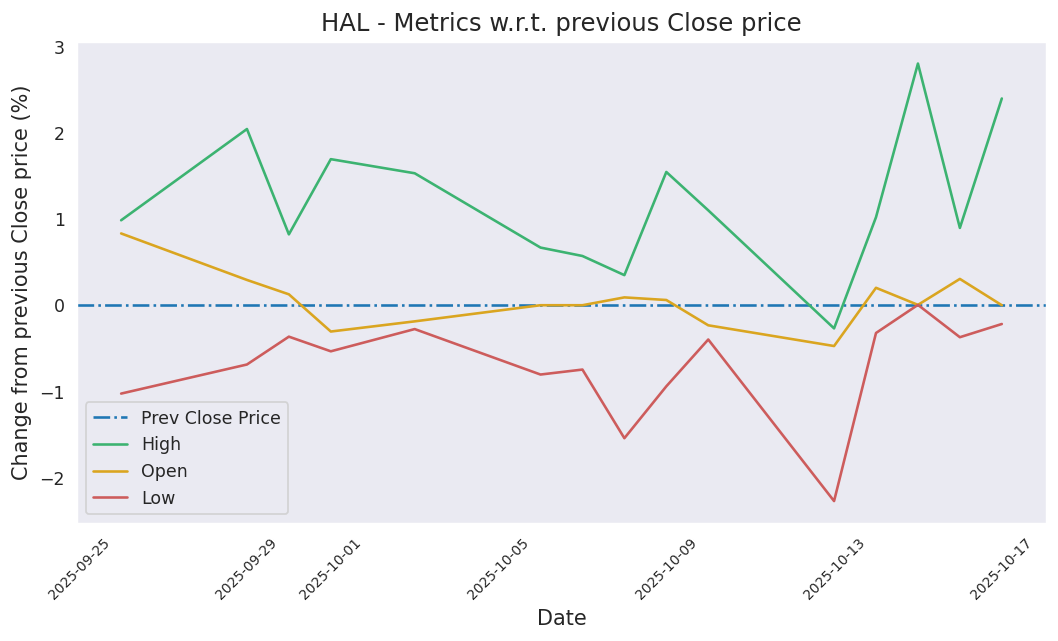 HAL - Metrics w.r.t. previous Close price
Change from previous Close price (%)
3
2
1
0
−1
−2
Prev Close Price
High
Open
Low
2025-09-25
2025-09-29
2025-10-01
2025-10-05
2025-10-09
2025-10-13
2025-10-17
Date